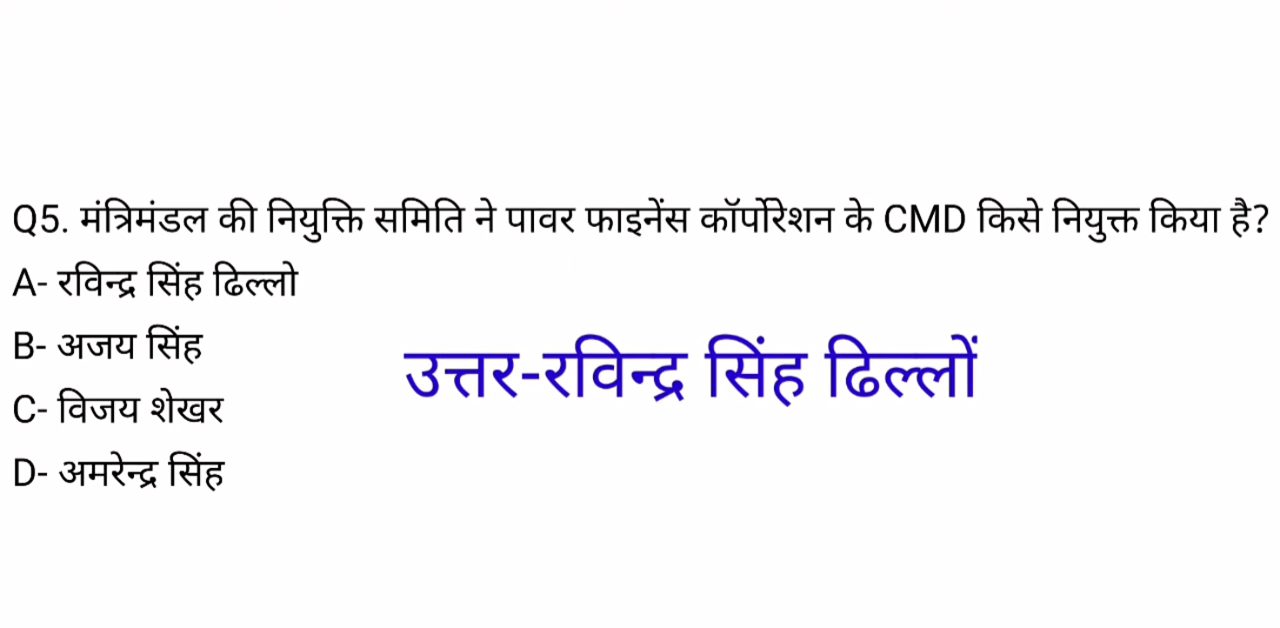 Q5. मंत्रिमंडल की नियुक्ति समिति ने पावर फाइनेंस कॉर्पोरेशन के CMD किसे नियुक्त किया है?
A- रविन्द्र सिंह ढिल्लो
B- अजय सिंह
उत्तर-रविन्द्र सिंह ढिल्लों
C- विजय शेखर
D- अमरेन्द्र सिंह